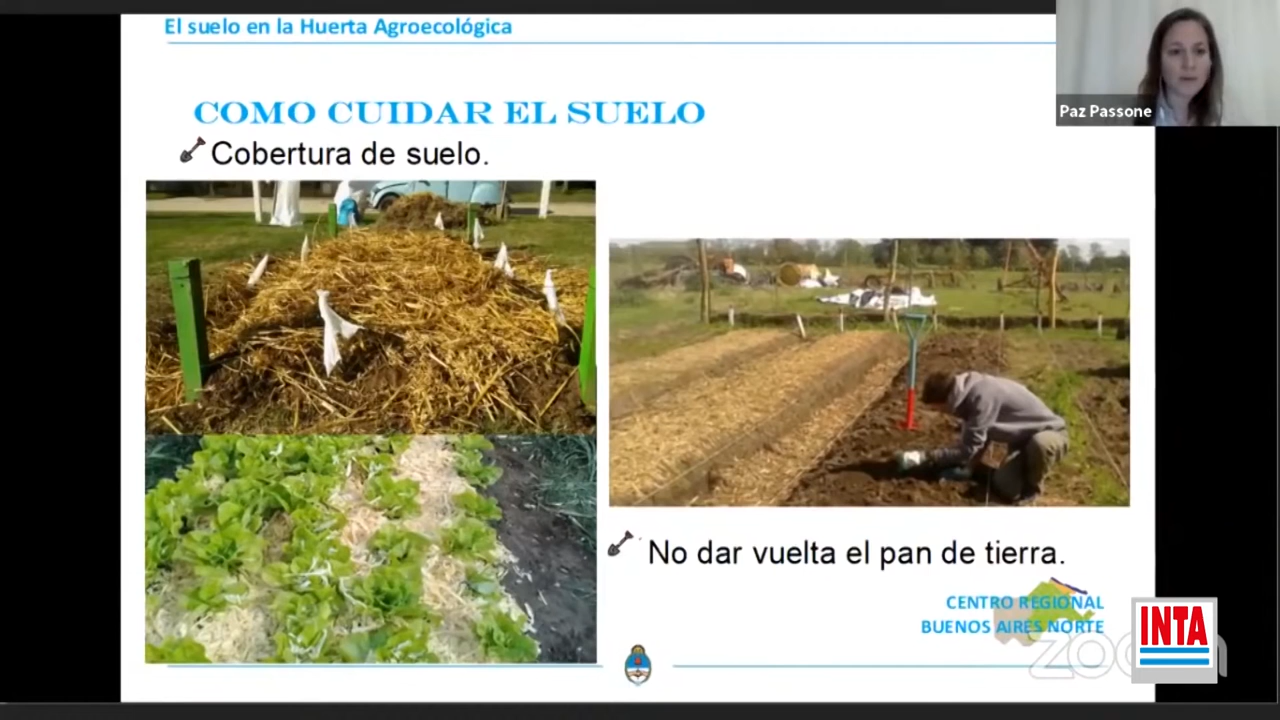 El suelo en la Huerta Agroecológica
Paz Passone
COMO CUIDAR EL SUELO
Cobertura de suelo.
No dar vuelta el pan de tierra.
CENTRO REGIONAL
BUENOS AIRES NORTE
INTA
zoom